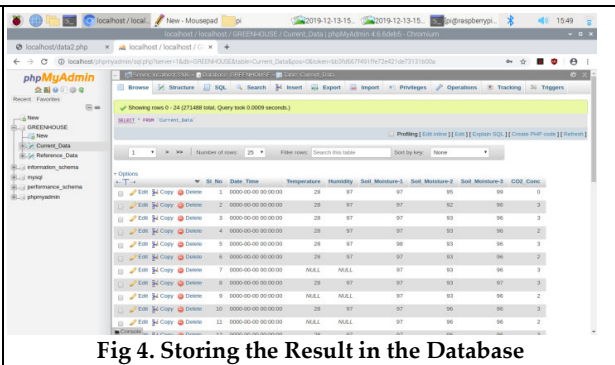 localhost / local...
New - Mousepad
pi
2019-12-13-15...
2019-12-13-15...
pi@raspberrypi...
15:49
localhost / localhost / GREENHOUSE / Current_Data | phpMyAdmin 4.6.6deb5 - Chromium
localhost/data2.php
localhost / localhost / G
phpMyAdmin
Recent Favorites
New
GREENHOUSE
New
Current_Data
Reference_Data
information_schema
mysql
performance_schema
phpmyadmin
Browse Structure SQL Search Insert Export Import Privileges Operations Tracking Triggers
Showing rows 0 - 24 (271488 total, Query took 0.0009 seconds.)
SELECT * FROM `Current_Data`
Profiling [ Edit inline ] [ Edit ] [ Explain SQL ] [ Create PHP code ] [ Refresh ]
1 > >> Number of rows: 25 Filter rows: Search this table Sort by key: None
+ Options
Sl_No Date_Time Temperature Humidity Soil_Moisture-1 Soil_Moisture-2 Soil_Moisture-3 CO2_Conc
Edit Copy Delete 1 0000-00-00 00:00:00 28 97 97 95 99 0
Edit Copy Delete 2 0000-00-00 00:00:00 28 97 97 92 96 3
Edit Copy Delete 3 0000-00-00 00:00:00 28 97 97 93 96 3
Edit Copy Delete 4 0000-00-00 00:00:00 28 97 97 93 96 2
Edit Copy Delete 5 0000-00-00 00:00:00 28 97 98 93 96 3
Edit Copy Delete 6 0000-00-00 00:00:00 28 97 97 93 96 2
Edit Copy Delete 7 0000-00-00 00:00:00 NULL NULL 97 93 96 3
Edit Copy Delete 8 0000-00-00 00:00:00 28 97 97 93 97 3
Edit Copy Delete 9 0000-00-00 00:00:00 NULL NULL 97 93 96 2
Edit Copy Delete 10 0000-00-00 00:00:00 28 97 97 96 96 3
Edit Copy Delete 11 0000-00-00 00:00:00 NULL NULL 97 96 96 2
Console
Fig 4. Storing the Result in the Database